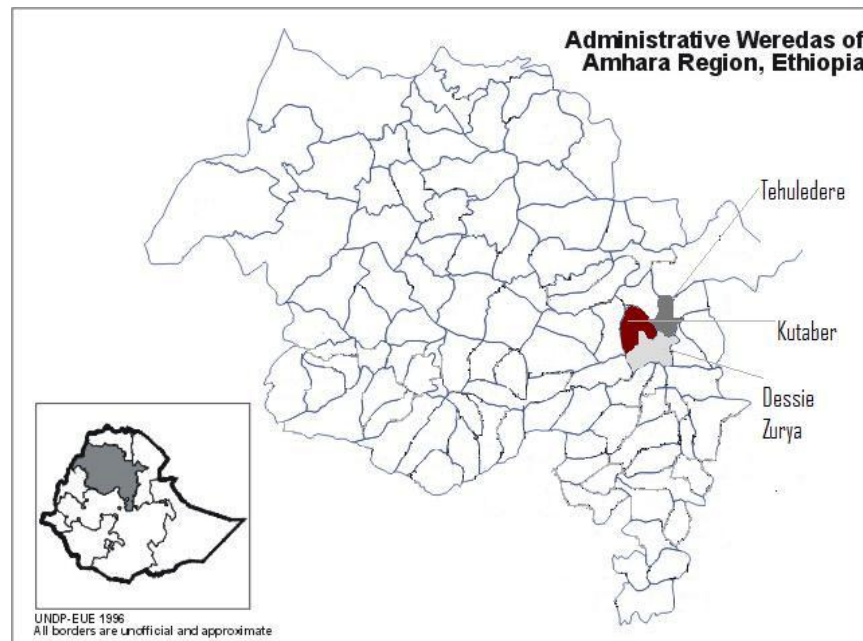 Administrative Weredas of
Amhara Region, Ethiopia
Tehuledere
Kutaber
Dessie
Zurya
UNDP-EUE 1996
All borders are unofficial and approximate